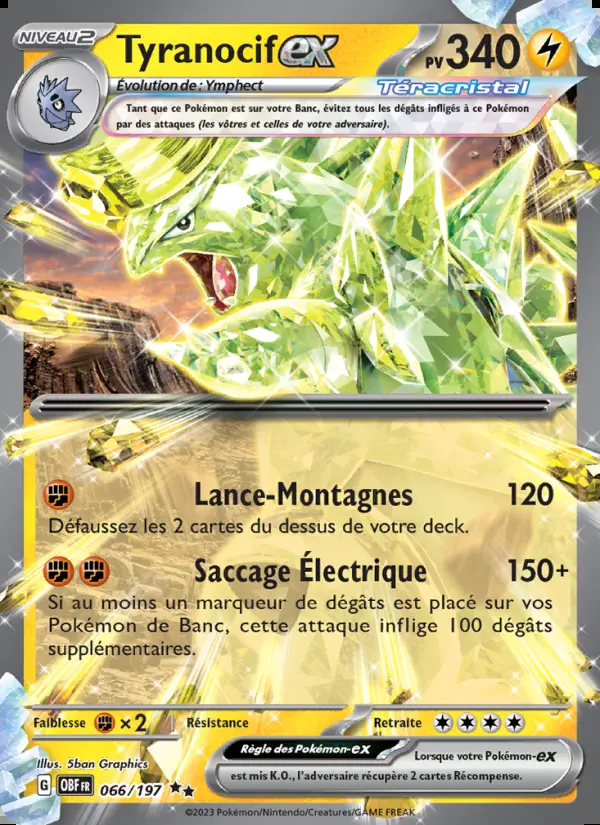 NIVEAU 2
Tyranocif ex
PV 340
Évolution de : Ymphect
Téracristal
Tant que ce Pokémon est sur votre Banc, évitez tous les dégâts infligés à ce Pokémon
par des attaques (les vôtres et celles de votre adversaire).
Lance-Montagnes 120
Défaussez les 2 cartes du dessus de votre deck.
Saccage Électrique 150+
Si au moins un marqueur de dégâts est placé sur vos
Pokémon de Banc, cette attaque inflige 100 dégâts
supplémentaires.
Faiblesse ×2 Résistance Retraite
Règle des Pokémon-ex Lorsque votre Pokémon-ex
est mis K.O., l'adversaire récupère 2 cartes Récompense.
Illus. 5ban Graphics
G OBF FR 066/197
©2023 Pokémon/Nintendo/Creatures/GAME FREAK